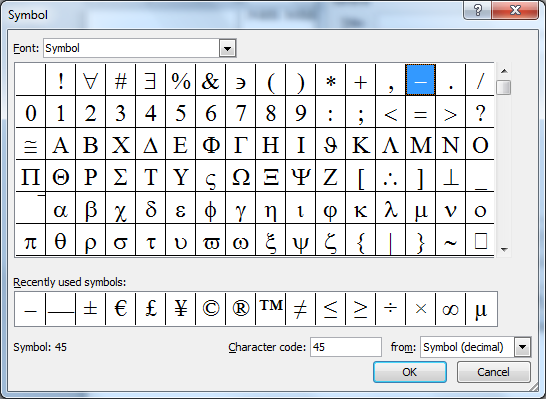 Symbol
Font: Symbol
! ∀ # ∃ % & ∍ ( ) ∗ + , − . /
0 1 2 3 4 5 6 7 8 9 : ; < = > ?
≅ Α Β Χ Δ Ε Φ Γ Η Ι ϑ Κ Λ Μ Ν Ο
Π Θ Ρ Σ Τ Υ ς Ω Ξ Ψ Ζ [ ∴ ] ⊥ _
‾ α β χ δ ε φ γ η ι ϕ κ λ μ ν ο
π θ ρ σ τ υ ϖ ω ξ ψ ζ { | } ~ □
Recently used symbols:
– — ± € £ ¥ © ® ™ ≠ ≤ ≥ ÷ × ∞ µ
Symbol: 45 Character code: 45 from: Symbol (decimal)
OK Cancel